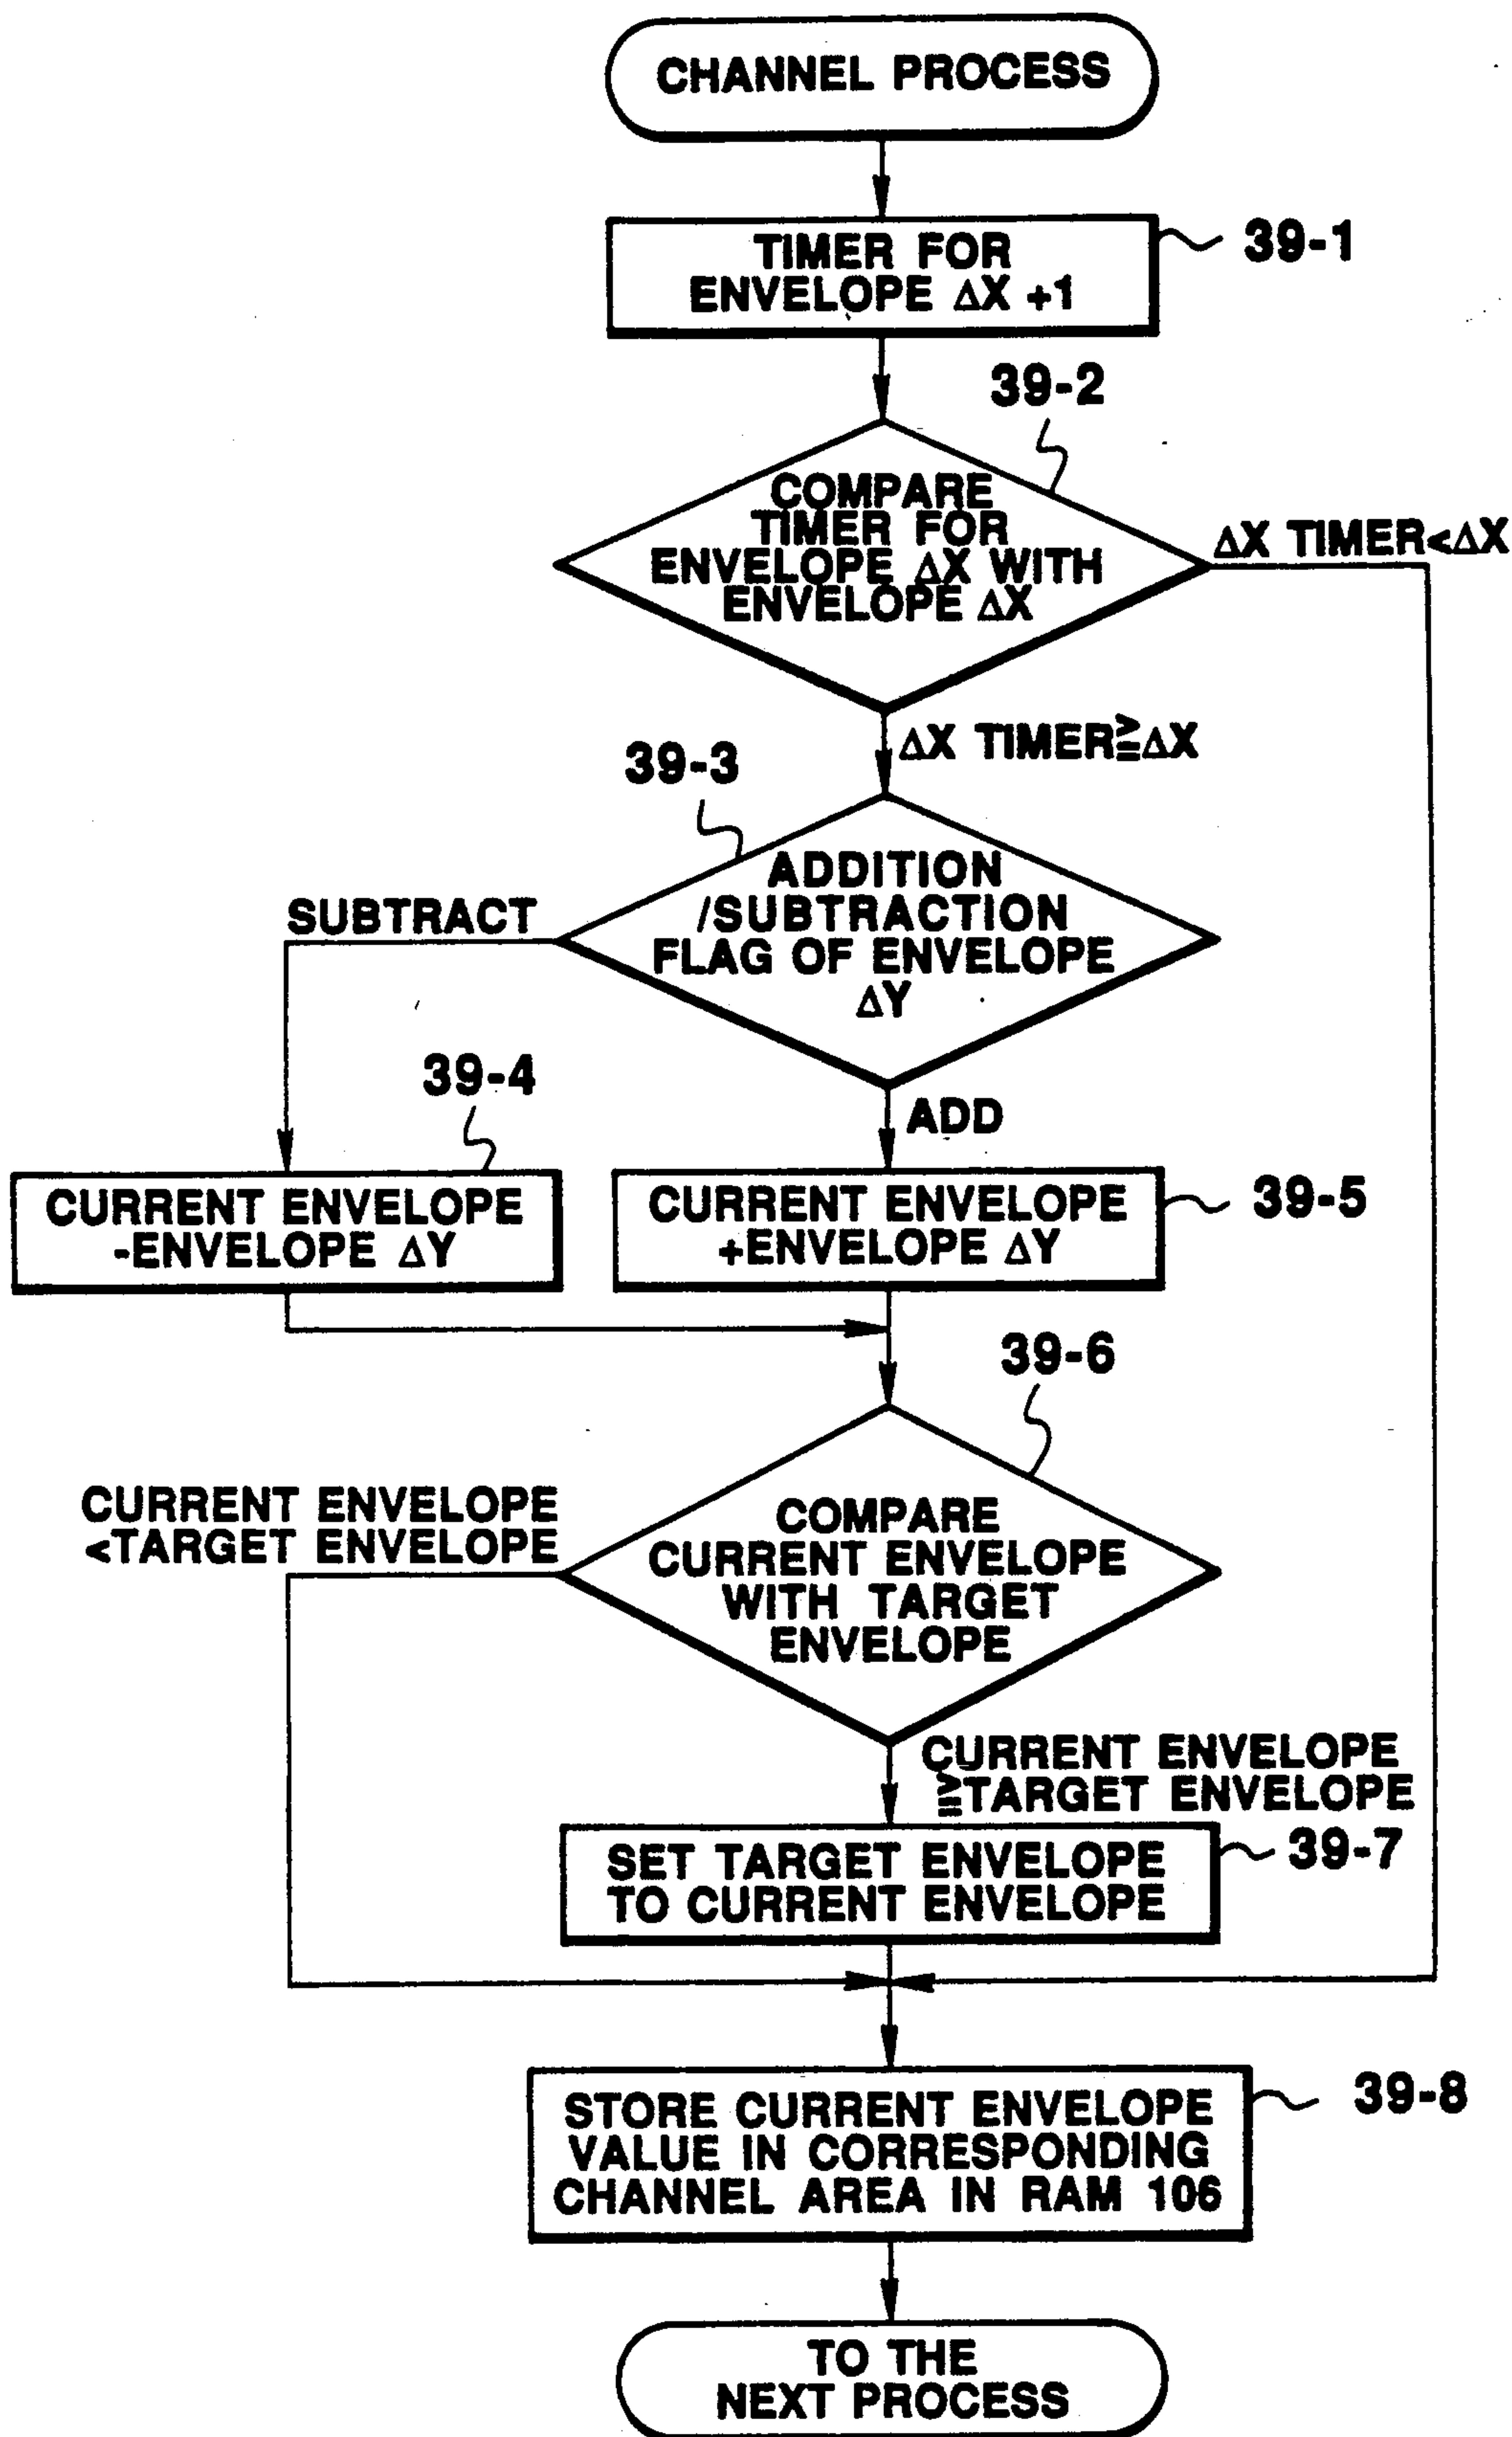 CHANNEL PROCESS
TIMER FOR
ENVELOPE ΔX +1
39-1
39-2
COMPARE
TIMER FOR
ENVELOPE ΔX WITH
ENVELOPE ΔX
ΔX TIMER<ΔX
ΔX TIMER≧ΔX
39-3
ADDITION
/SUBTRACTION
FLAG OF ENVELOPE
ΔY
SUBTRACT
39-4
ADD
CURRENT ENVELOPE
-ENVELOPE ΔY
CURRENT ENVELOPE
+ENVELOPE ΔY
39-5
39-6
CURRENT ENVELOPE
<TARGET ENVELOPE
COMPARE
CURRENT ENVELOPE
WITH TARGET
ENVELOPE
CURRENT ENVELOPE
≧TARGET ENVELOPE
SET TARGET ENVELOPE
TO CURRENT ENVELOPE
39-7
STORE CURRENT ENVELOPE
VALUE IN CORRESPONDING
CHANNEL AREA IN RAM 106
39-8
TO THE
NEXT PROCESS